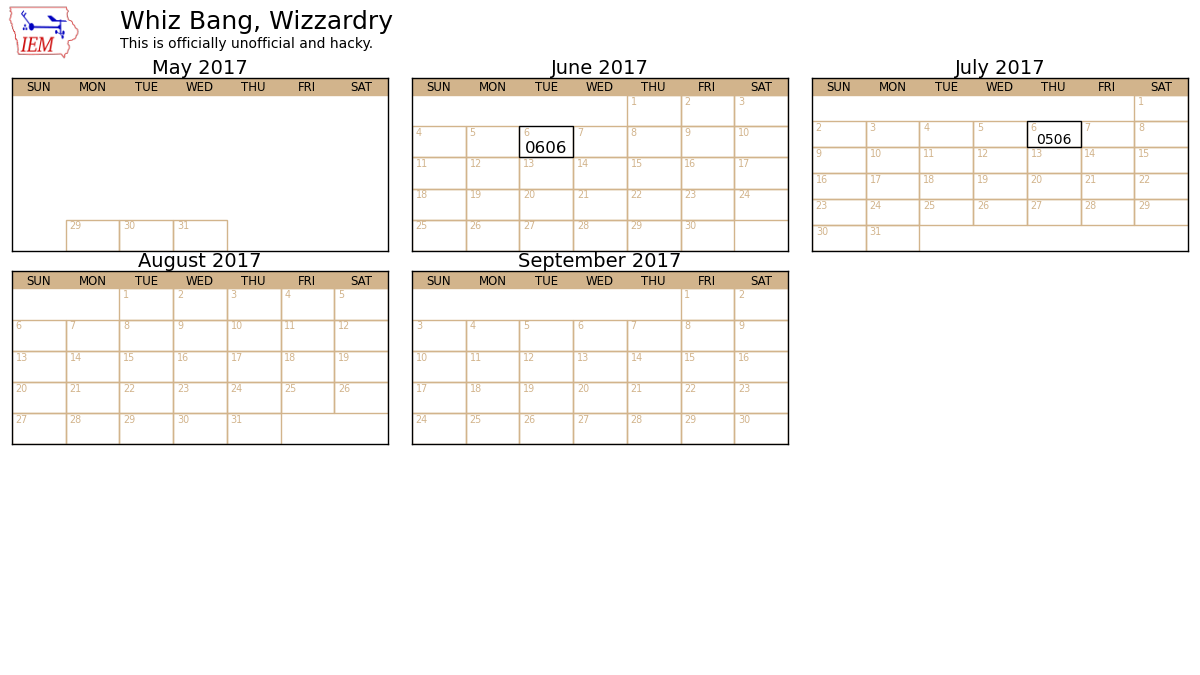 IEM
Whiz Bang, Wizzardry
This is officially unofficial and hacky.
May 2017
SUN MON TUE WED THU FRI SAT
29 30 31
June 2017
SUN MON TUE WED THU FRI SAT
1 2 3
4 5 6 7 8 9 10
0606
11 12 13 14 15 16 17
18 19 20 21 22 23 24
25 26 27 28 29 30
July 2017
SUN MON TUE WED THU FRI SAT
1
2 3 4 5 6 7 8
0506
9 10 11 12 13 14 15
16 17 18 19 20 21 22
23 24 25 26 27 28 29
30 31
August 2017
SUN MON TUE WED THU FRI SAT
1 2 3 4 5
6 7 8 9 10 11 12
13 14 15 16 17 18 19
20 21 22 23 24 25 26
27 28 29 30 31
September 2017
SUN MON TUE WED THU FRI SAT
1 2
3 4 5 6 7 8 9
10 11 12 13 14 15 16
17 18 19 20 21 22 23
24 25 26 27 28 29 30